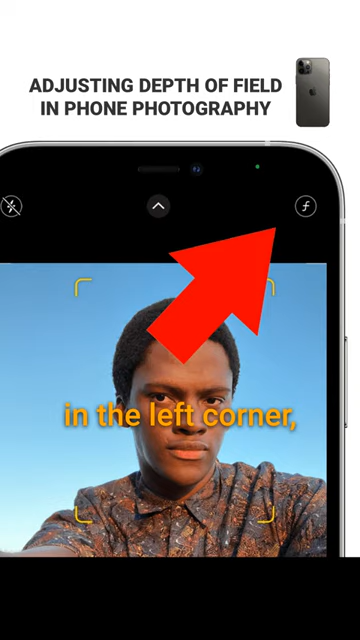 ADJUSTING DEPTH OF FIELD
IN PHONE PHOTOGRAPHY
f
in the left corner,